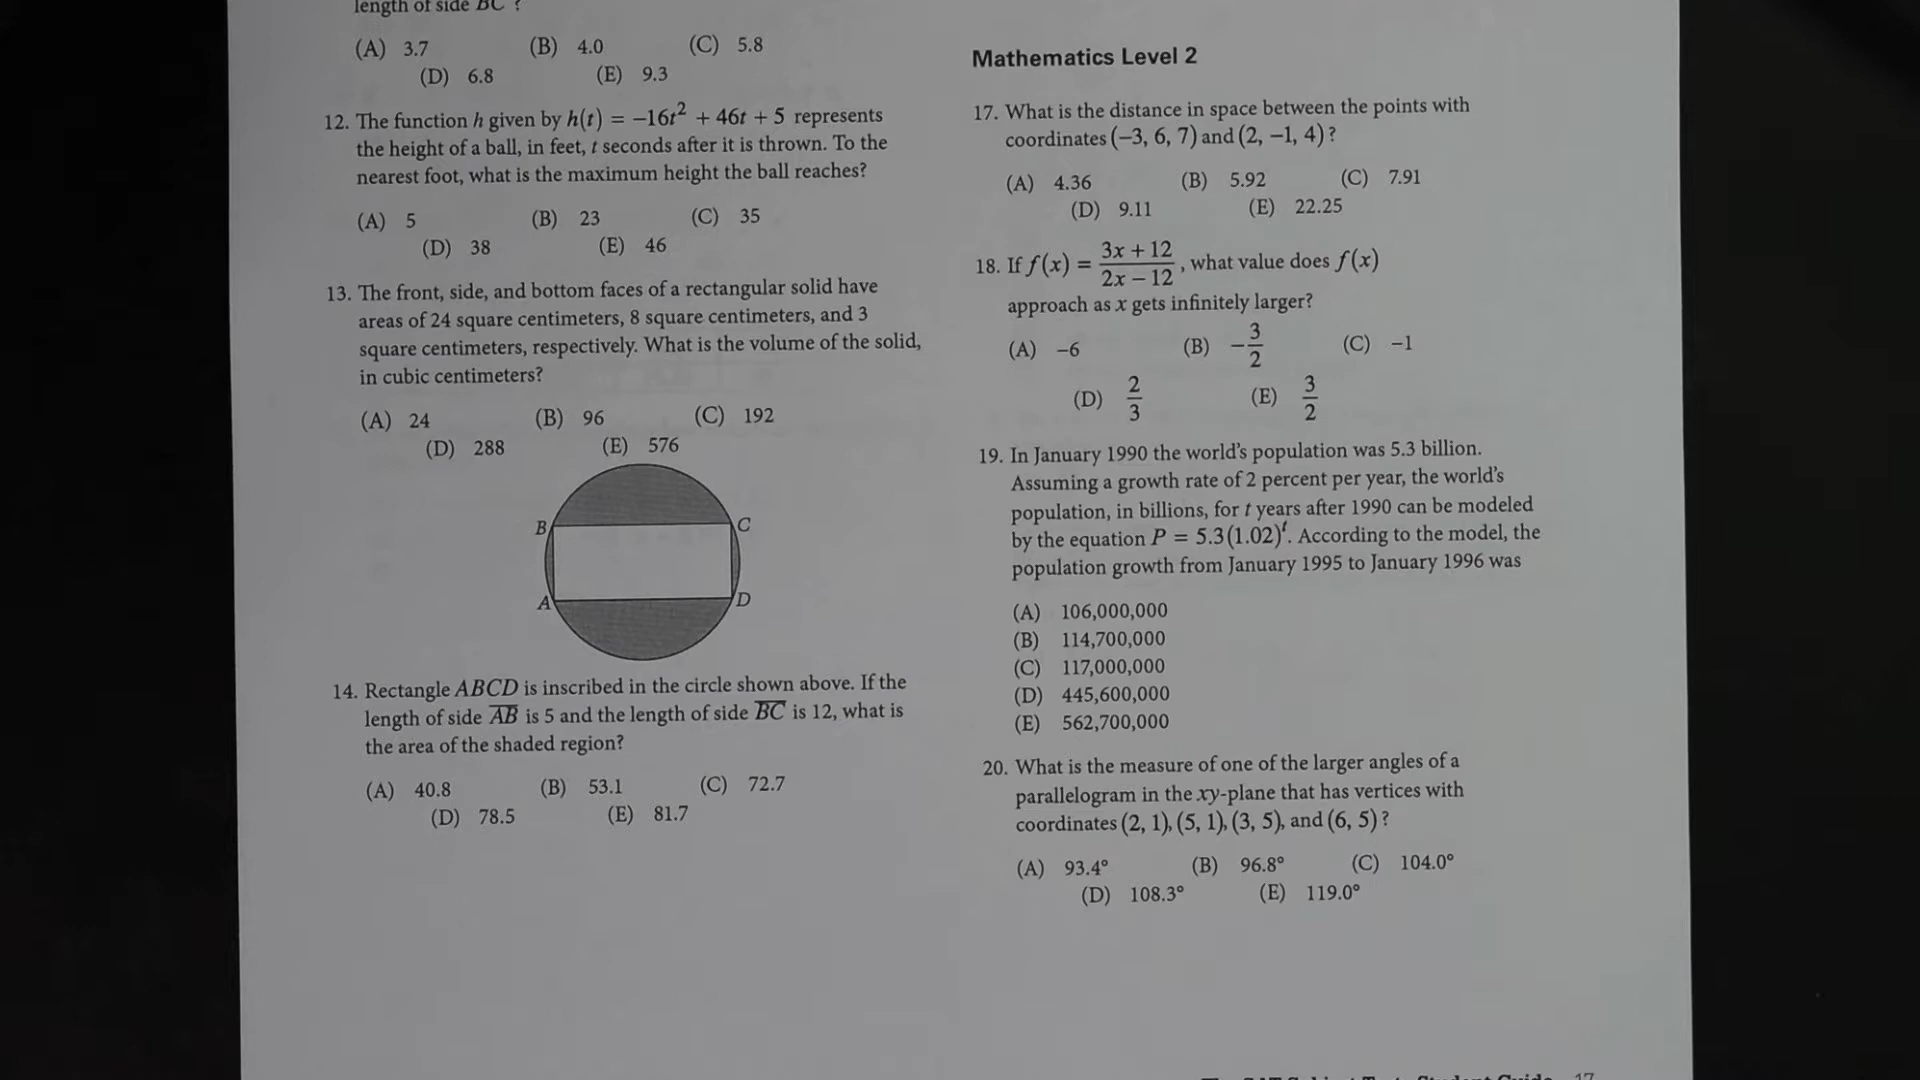 length of side BC ?
(A) 3.7 (B) 4.0 (C) 5.8
(D) 6.8 (E) 9.3
12. The function h given by h(t) = −16t² + 46t + 5 represents
the height of a ball, in feet, t seconds after it is thrown. To the
nearest foot, what is the maximum height the ball reaches?
(A) 5 (B) 23 (C) 35
(D) 38 (E) 46
13. The front, side, and bottom faces of a rectangular solid have
areas of 24 square centimeters, 8 square centimeters, and 3
square centimeters, respectively. What is the volume of the solid,
in cubic centimeters?
(A) 24 (B) 96 (C) 192
(D) 288 (E) 576
B C
A D
14. Rectangle ABCD is inscribed in the circle shown above. If the
length of side A̅B̅ is 5 and the length of side B̅C̅ is 12, what is
the area of the shaded region?
(A) 40.8 (B) 53.1 (C) 72.7
(D) 78.5 (E) 81.7
Mathematics Level 2
17. What is the distance in space between the points with
coordinates (−3, 6, 7) and (2, −1, 4) ?
(A) 4.36 (B) 5.92 (C) 7.91
(D) 9.11 (E) 22.25
18. If f(x) = (3x + 12)/(2x − 12), what value does f(x)
approach as x gets infinitely larger?
(A) −6 (B) −3/2 (C) −1
(D) 2/3 (E) 3/2
19. In January 1990 the world's population was 5.3 billion.
Assuming a growth rate of 2 percent per year, the world's
population, in billions, for t years after 1990 can be modeled
by the equation P = 5.3(1.02)ᵗ. According to the model, the
population growth from January 1995 to January 1996 was
(A) 106,000,000
(B) 114,700,000
(C) 117,000,000
(D) 445,600,000
(E) 562,700,000
20. What is the measure of one of the larger angles of a
parallelogram in the xy-plane that has vertices with
coordinates (2, 1), (5, 1), (3, 5), and (6, 5) ?
(A) 93.4° (B) 96.8° (C) 104.0°
(D) 108.3° (E) 119.0°
The SAT Subject Tests Student Guide 17